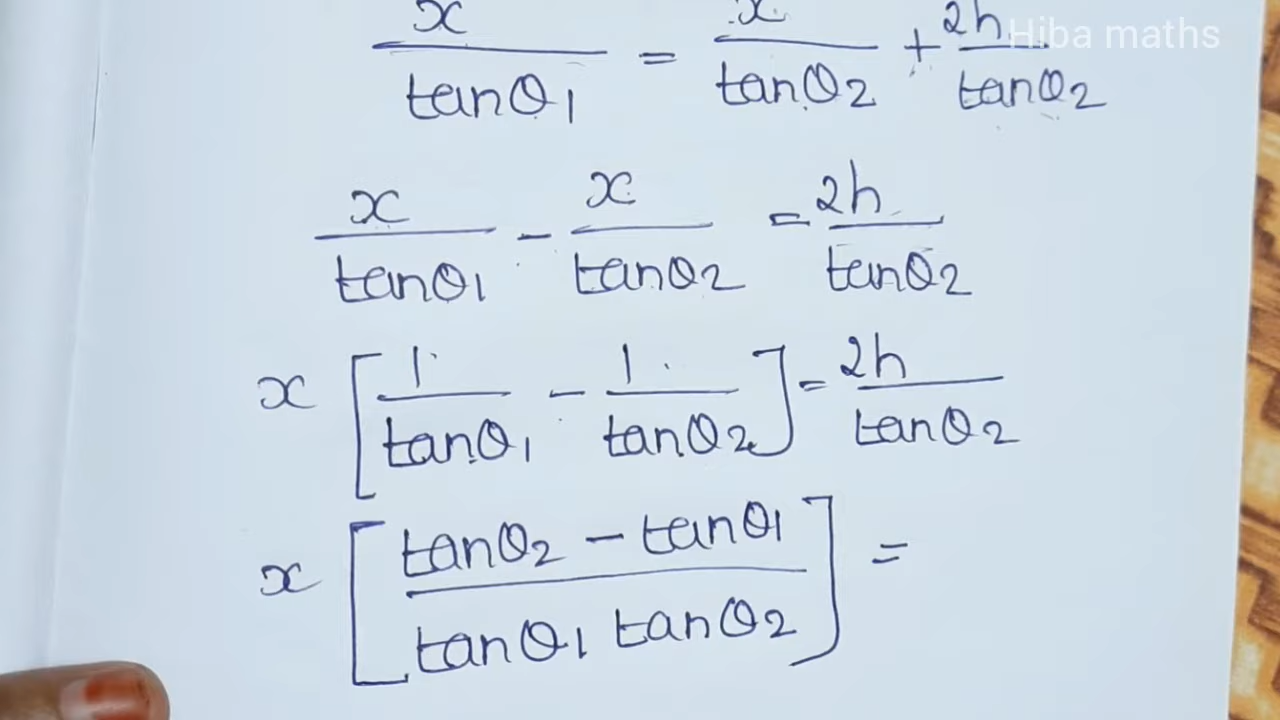 x/tanθ1 = x/tanθ2 + 2h/tanθ2
Hiba maths
x/tanθ1 - x/tanθ2 = 2h/tanθ2
x [1/tanθ1 - 1/tanθ2] = 2h/tanθ2
x [(tanθ2 - tanθ1)/(tanθ1 tanθ2)] =